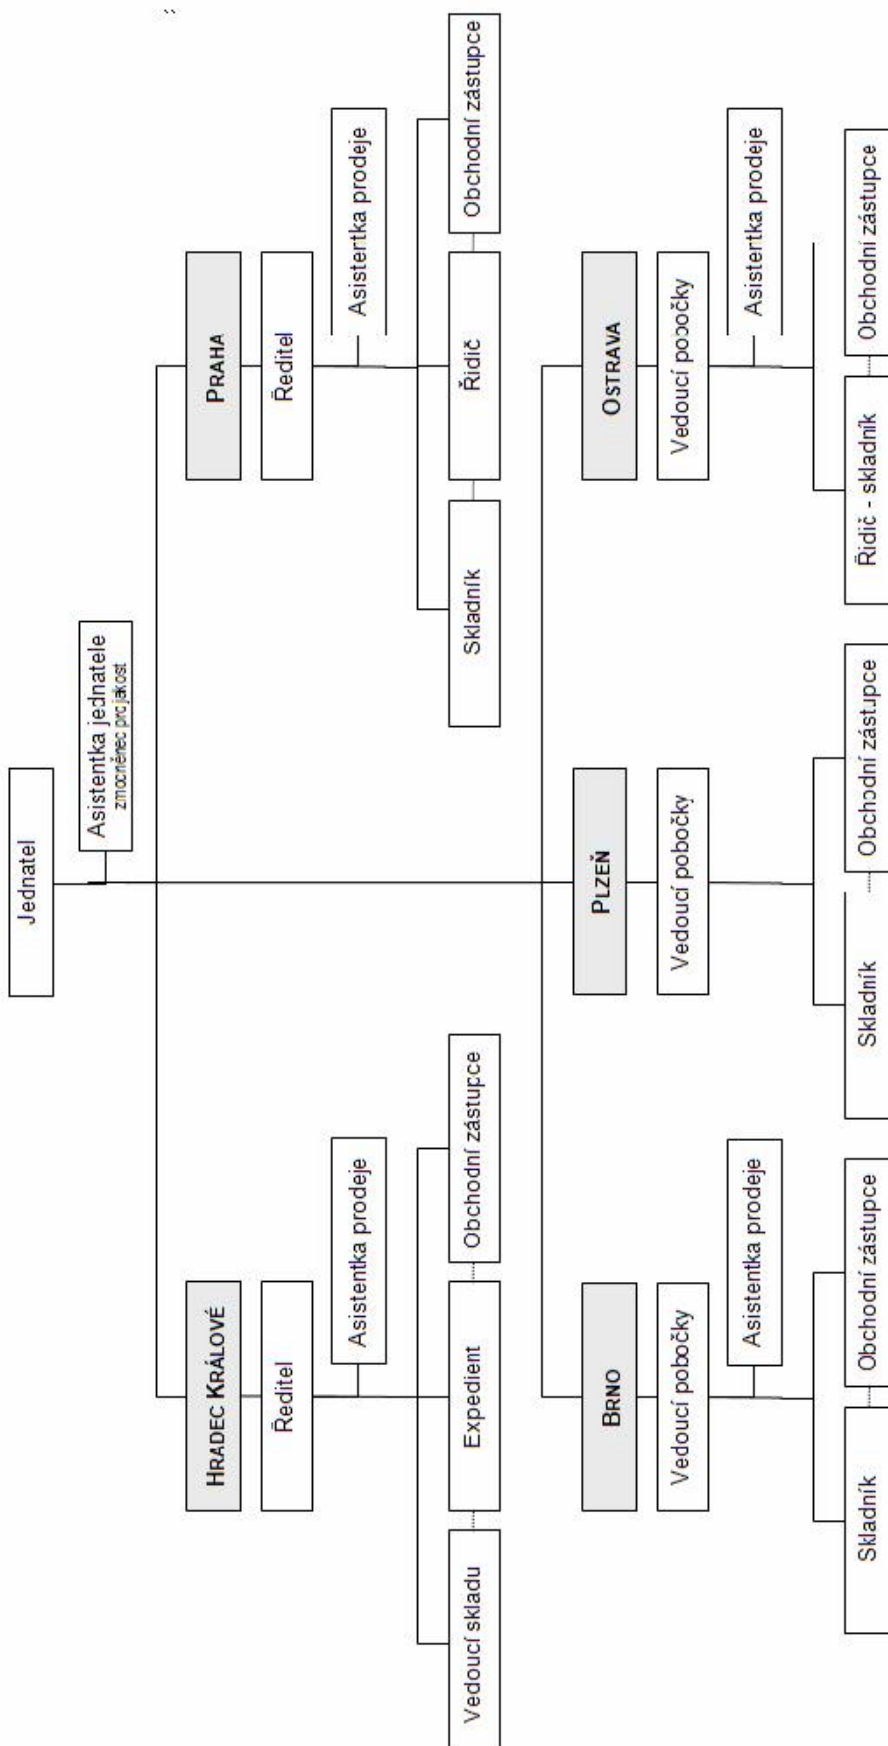 Jednatel
Asistentka jednatele
zmocněnec pro jakost
HRADEC KRÁLOVÉ
PRAHA
Ředitel
Ředitel
Asistentka prodeje
Asistentka prodeje
Vedoucí skladu
Expedient
Obchodní zástupce
Skladník
Řidič
Obchodní zástupce
BRNO
PLZEŇ
OSTRAVA
Vedoucí pobočky
Vedoucí pobočky
Vedoucí pobočky
Asistentka prodeje
Asistentka prodeje
Skladník
Obchodní zástupce
Skladník
Obchodní zástupce
Řidič - skladník
Obchodní zástupce